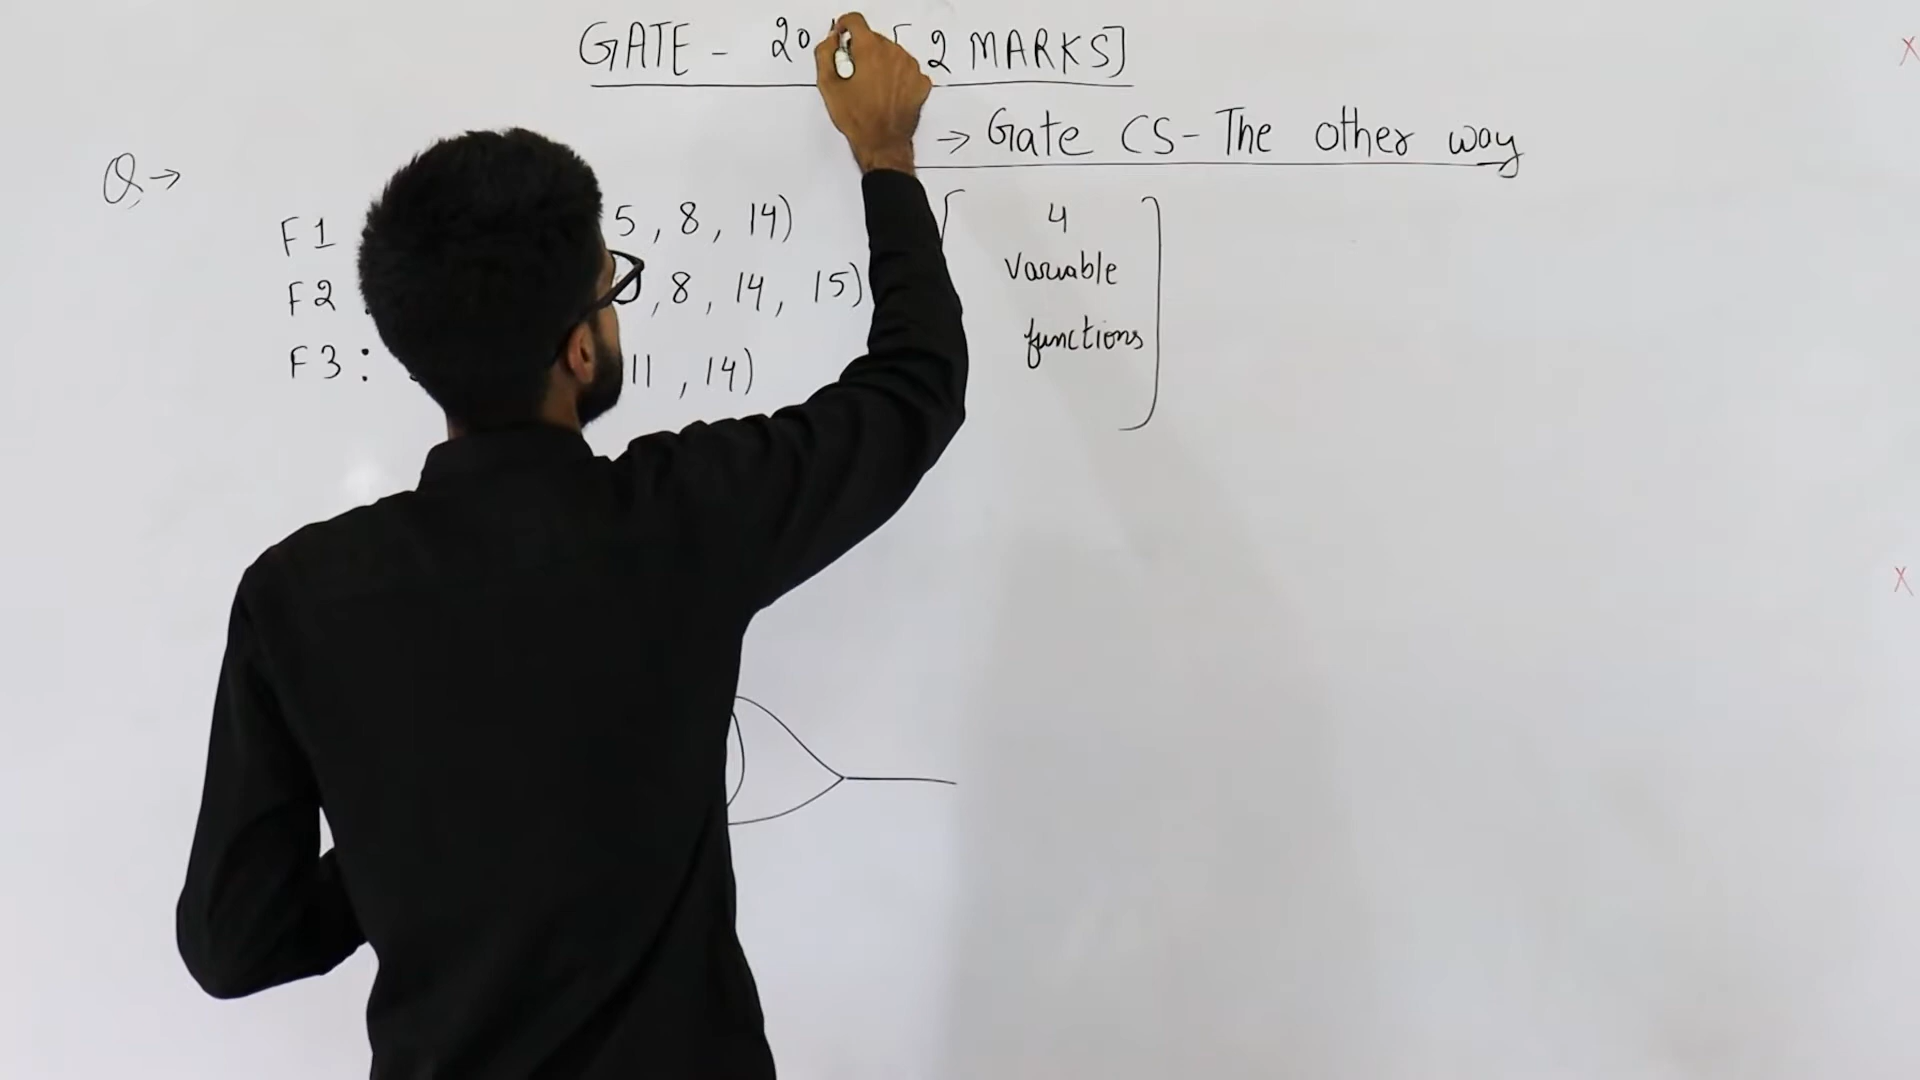 GATE - 20 [2 MARKS]
→ Gate CS - The other way
Q →
F1 5, 8, 14)
F2 , 8, 14, 15)
F3: 11, 14)
4
Variable
functions
X
X